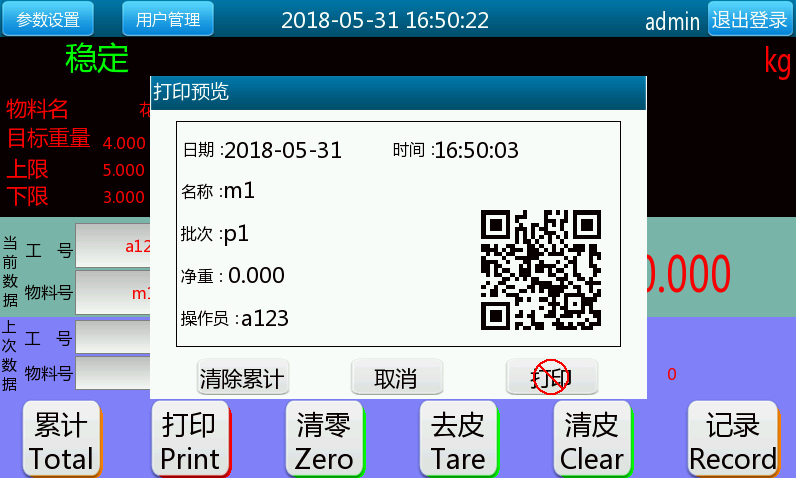 参数设置 用户管理 2018-05-31 16:50:22 admin 退出登录
稳定 kg
打印预览
物料名
目标重量 4.000
上限 5.000
下限 3.000
日期:2018-05-31 时间:16:50:03
名称:m1
批次:p1
净重:0.000
操作员:a123
清除累计 取消 打印
当前数据
工 号 a12
物料号 m1
0.000
上次数据
工 号
物料号 0
累计 打印 清零 去皮 清皮 记录
Total Print Zero Tare Clear Record